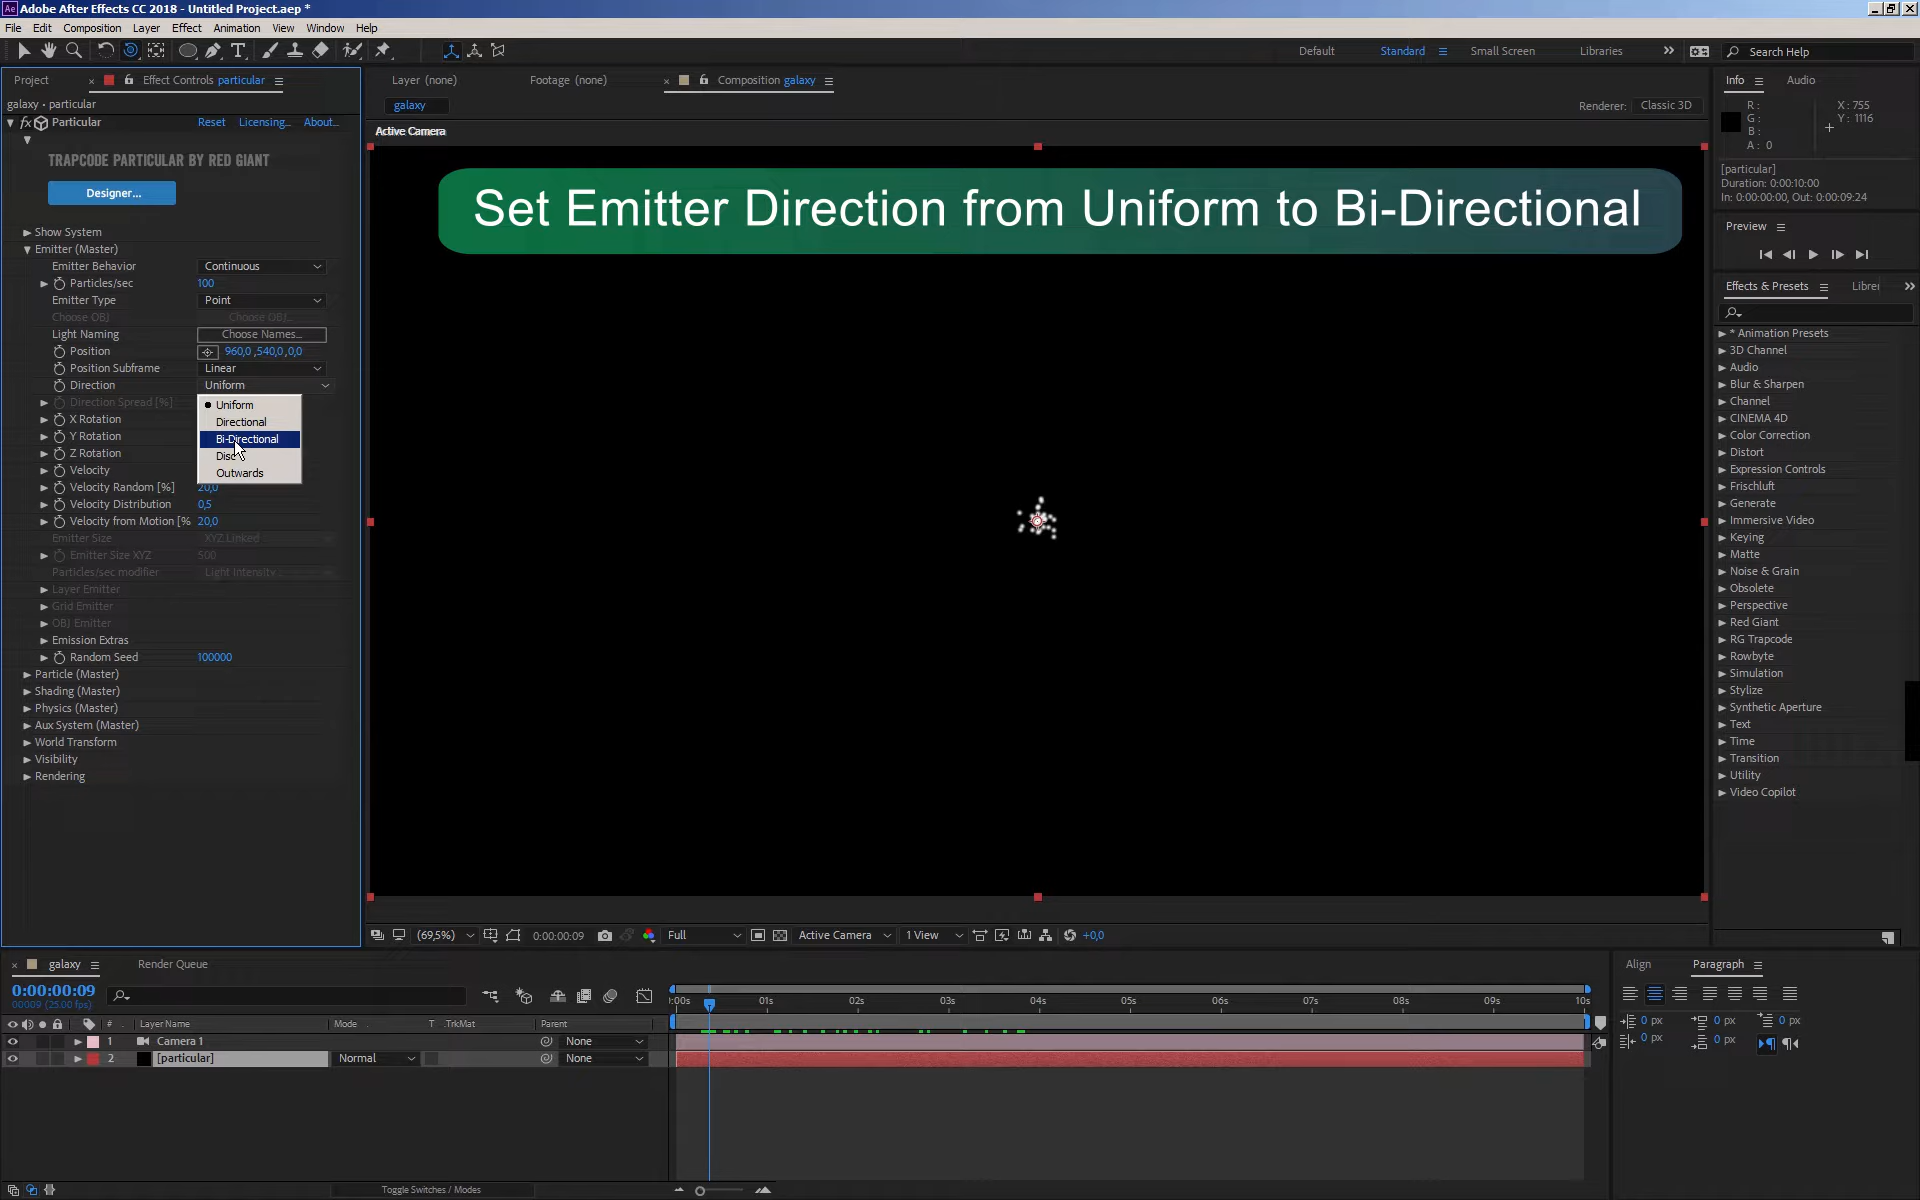 Adobe After Effects CC 2018 - Untitled Project.aep *
File Edit Composition Layer Effect Animation View Window Help
Default Standard Small Screen Libraries Search Help
Project Effect Controls particular
Layer (none) Footage (none) Composition galaxy
galaxy • particular
galaxy
Renderer: Classic 3D
fx Particular Reset Licensing... About...
Active Camera
TRAPCODE PARTICULAR BY RED GIANT
Designer...
Set Emitter Direction from Uniform to Bi-Directional
Show System
Emitter (Master)
Emitter Behavior Continuous
Particles/sec 100
Emitter Type Point
Choose OBJ Choose OBJ...
Light Naming Choose Names...
Position 960,0 ,540,0 ,0,0
Position Subframe Linear
Direction Uniform
Direction Spread [%]
X Rotation
Y Rotation
Z Rotation
Velocity
Uniform
Directional
Bi-Directional
Disc
Outwards
Velocity Random [%] 20,0
Velocity Distribution 0,5
Velocity from Motion [% 20,0
Emitter Size XYZ Linked
Emitter Size XYZ 500
Particles/sec modifier Light Intensity
Layer Emitter
Grid Emitter
OBJ Emitter
Emission Extras
Random Seed 100000
Particle (Master)
Shading (Master)
Physics (Master)
Aux System (Master)
World Transform
Visibility
Rendering
Info Audio
R: X: 755
G: Y: 1116
B:
A: 0
[particular]
Duration: 0:00:10:00
In: 0:00:00:00, Out: 0:00:09:24
Preview
Effects & Presets Librei
* Animation Presets
3D Channel
Audio
Blur & Sharpen
Channel
CINEMA 4D
Color Correction
Distort
Expression Controls
Frischluft
Generate
Immersive Video
Keying
Matte
Noise & Grain
Obsolete
Perspective
Red Giant
RG Trapcode
Rowbyte
Simulation
Stylize
Synthetic Aperture
Text
Time
Transition
Utility
Video Copilot
(69,5%) 0:00:00:09 Full Active Camera 1 View +0,0
galaxy Render Queue
0:00:00:09
00009 (25.00 fps)
# Layer Name Mode T .TrkMat Parent
1 Camera 1 None
2 [particular] Normal None
:00s 01s 02s 03s 04s 05s 06s 07s 08s 09s 10s
Toggle Switches / Modes
Align Paragraph
0 px 0 px 0 px
0 px 0 px